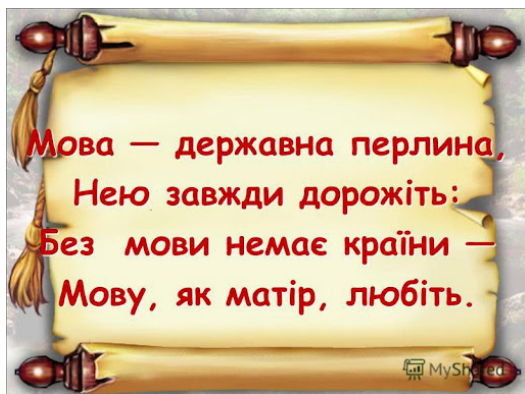 Мова — державна перлина,
Нею завжди дорожіть:
Без мови немає країни —
Мову, як матір, любіть.
MyShared